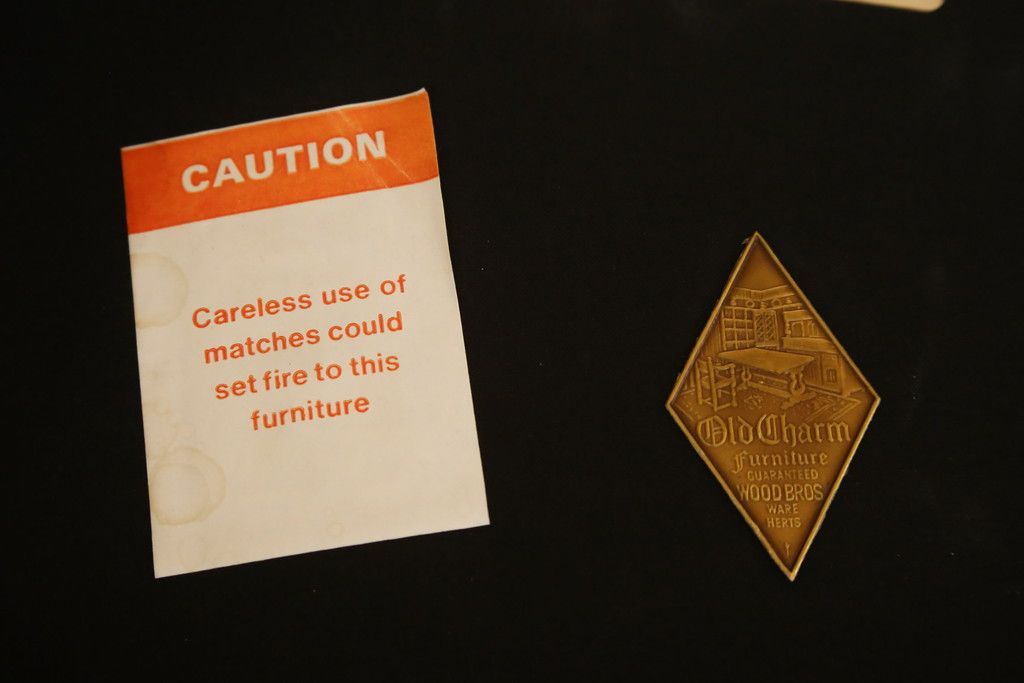 CAUTION
Careless use of
matches could
set fire to this
furniture
Old Charm
Furniture
GUARANTEED
WOOD BROS
WARE
HERTS